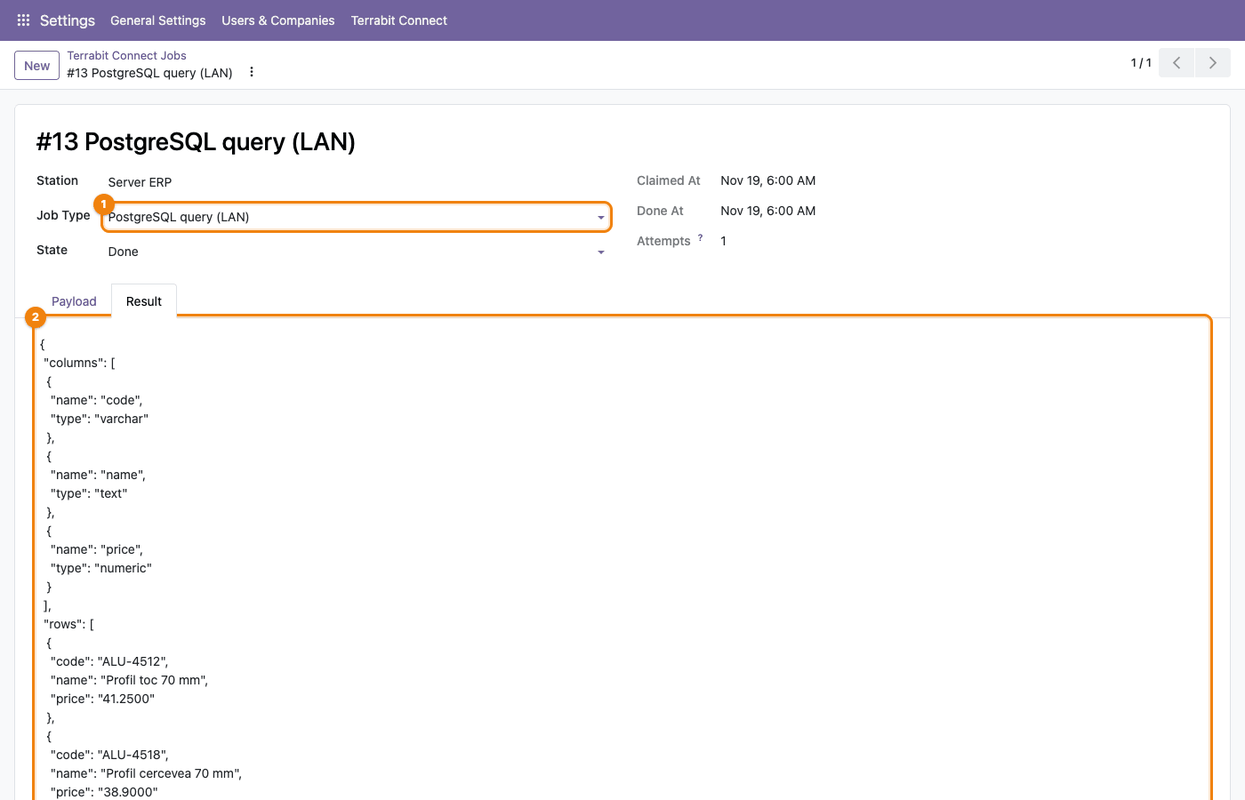 Settings General Settings Users & Companies Terrabit Connect
New
Terrabit Connect Jobs
#13 PostgreSQL query (LAN)
1 / 1
#13 PostgreSQL query (LAN)
Station Server ERP
1
Job Type PostgreSQL query (LAN)
State Done
Claimed At Nov 19, 6:00 AM
Done At Nov 19, 6:00 AM
Attempts ? 1
Payload Result
2
{
"columns": [
{
"name": "code",
"type": "varchar"
},
{
"name": "name",
"type": "text"
},
{
"name": "price",
"type": "numeric"
}
],
"rows": [
{
"code": "ALU-4512",
"name": "Profil toc 70 mm",
"price": "41.2500"
},
{
"code": "ALU-4518",
"name": "Profil cercevea 70 mm",
"price": "38.9000"